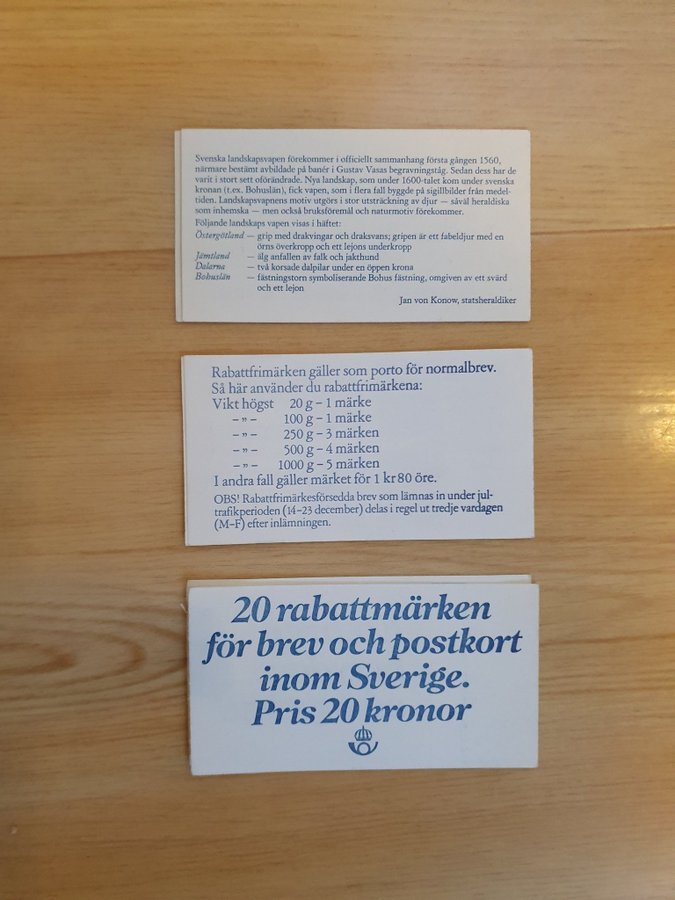 Svenska landskapsvapen förekommer i officiellt sammanhang första gången 1560,
närmare bestämt avbildade på banér i Gustav Vasas begravningståg. Sedan dess har de
varit i stort sett oförändrade. Nya landskap, som under 1600-talet kom under svenska
kronan (t.ex. Bohuslän), fick vapen, som i flera fall byggde på sigillbilder från medel-
tiden. Landskapsvapnens motiv utgörs i stor utsträckning av djur — såväl heraldiska
som inhemska — men också bruksföremål och naturmotiv förekommer.
Följande landskaps vapen visas i häftet:
Östergötland — grip med drakvingar och draksvans; gripen är ett fabeldjur med en
örns överkropp och ett lejons underkropp
Jämtland — älg anfallen av falk och jakthund
Dalarna — två korsade dalpilar under en öppen krona
Bohuslän — fästningstorn symboliserande Bohus fästning, omgiven av ett svärd
och ett lejon
Jan von Konow, statsheraldiker
Rabattfrimärken gäller som porto för normalbrev.
Så här använder du rabattfrimärkena:
Vikt högst 20 g – 1 märke
– ” – 100 g – 1 märke
– ” – 250 g – 3 märken
– ” – 500 g – 4 märken
– ” – 1000 g – 5 märken
I andra fall gäller märket för 1 kr 80 öre.
OBS! Rabattfrimärkesförsedda brev som lämnas in under jul-
trafikperioden (14–23 december) delas i regel ut tredje vardagen
(M–F) efter inlämningen.
20 rabattmärken
för brev och postkort
inom Sverige.
Pris 20 kronor